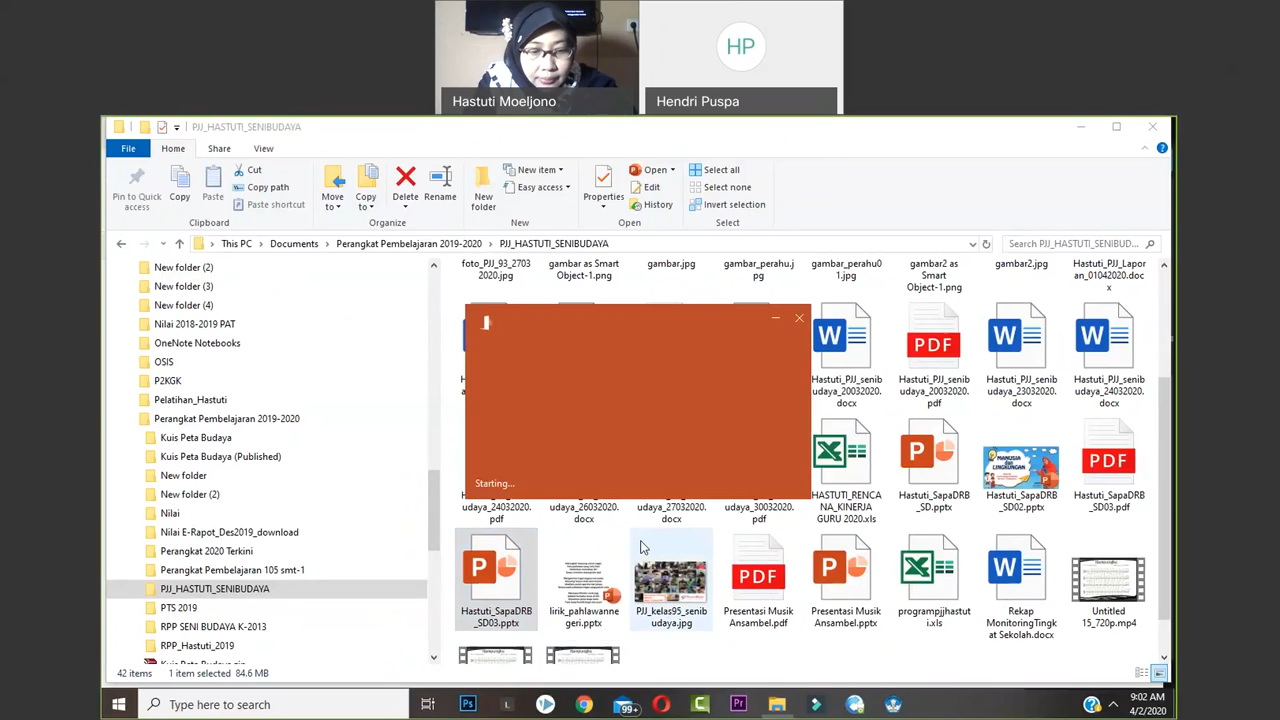 HP
Hastuti Moeljono
Hendri Puspa
PJJ_HASTUTI_SENIBUDAYA
File
Home
Share
View
Pin to Quick access
Copy
Paste
Cut
Copy path
Paste shortcut
Clipboard
Move to
Copy to
Delete
Rename
Organize
New folder
New item
Easy access
New
Properties
Open
Edit
History
Open
Select all
Select none
Invert selection
Select
This PC
Documents
Perangkat Pembelajaran 2019-2020
PJJ_HASTUTI_SENIBUDAYA
Search PJJ_HASTUTI_SENIBUD...
New folder (2)
New folder (3)
New folder (4)
Nilai 2018-2019 PAT
OneNote Notebooks
OSIS
P2KGK
Pelatihan_Hastuti
Perangkat Pembelajaran 2019-2020
Kuis Peta Budaya
Kuis Peta Budaya (Published)
New folder
New folder (2)
Nilai
Nilai E-Rapot_Des2019_download
Perangkat 2020 Terkini
Perangkat Pembelajaran 105 smt-1
PJJ_HASTUTI_SENIBUDAYA
PTS 2019
RPP SENI BUDAYA K-2013
RPP_Hastuti_2019
foto_PJJ_93_2703
2020.jpg
gambar as Smart
Object-1.png
gambar.jpg
gambar_perahu.j
pg
gambar_perahu0
1.jpg
gambar2 as
Smart
Object-1.png
gambar2.jpg
Hastuti_PJJ_Lapor
an_01042020.doc
x
Starting...
Hastuti_PJJ_senib
udaya_20032020.
docx
Hastuti_PJJ_senib
udaya_20032020.
pdf
Hastuti_PJJ_senib
udaya_23032020.
docx
Hastuti_PJJ_senib
udaya_24032020.
docx
udaya_24032020.
pdf
udaya_26032020.
docx
udaya_27032020.
docx
udaya_30032020.
pdf
HASTUTI_RENCA
NA_KINERJA
GURU 2020.xls
Hastuti_SapaDRB
_SD.pptx
MANUSIA
dan
LINGKUNGAN
Hastuti_SapaDRB
_SD02.pptx
PDF
Hastuti_SapaDRB
_SD03.pdf
Hastuti_SapaDRB
_SD03.pptx
lirik_pahlawanne
geri.pptx
PJJ_kelas95_senib
udaya.jpg
PDF
Presentasi Musik
Ansambel.pdf
Presentasi Musik
Ansambel.pptx
programpjjhastut
i.xls
Rekap
MonitoringTingk
at Sekolah.docx
Untitled
15_720p.mp4
42 items
1 item selected 84.6 MB
Type here to search
99+
9:02 AM
4/2/2020